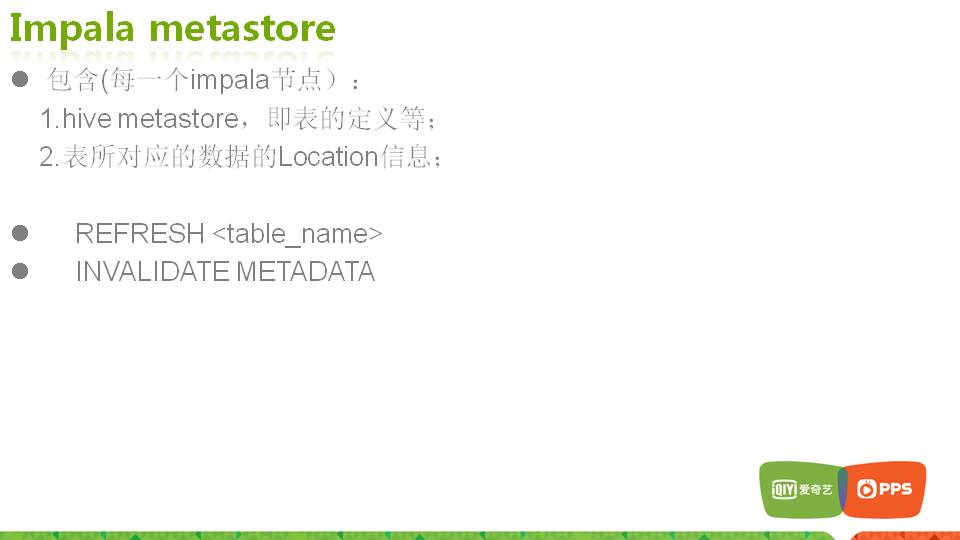 Impala metastore
● 包含(每一个impala节点）：
1.hive metastore，即表的定义等；
2.表所对应的数据的Location信息；
● REFRESH <table_name>
● INVALIDATE METADATA
iQIYI 爱奇艺 PPS